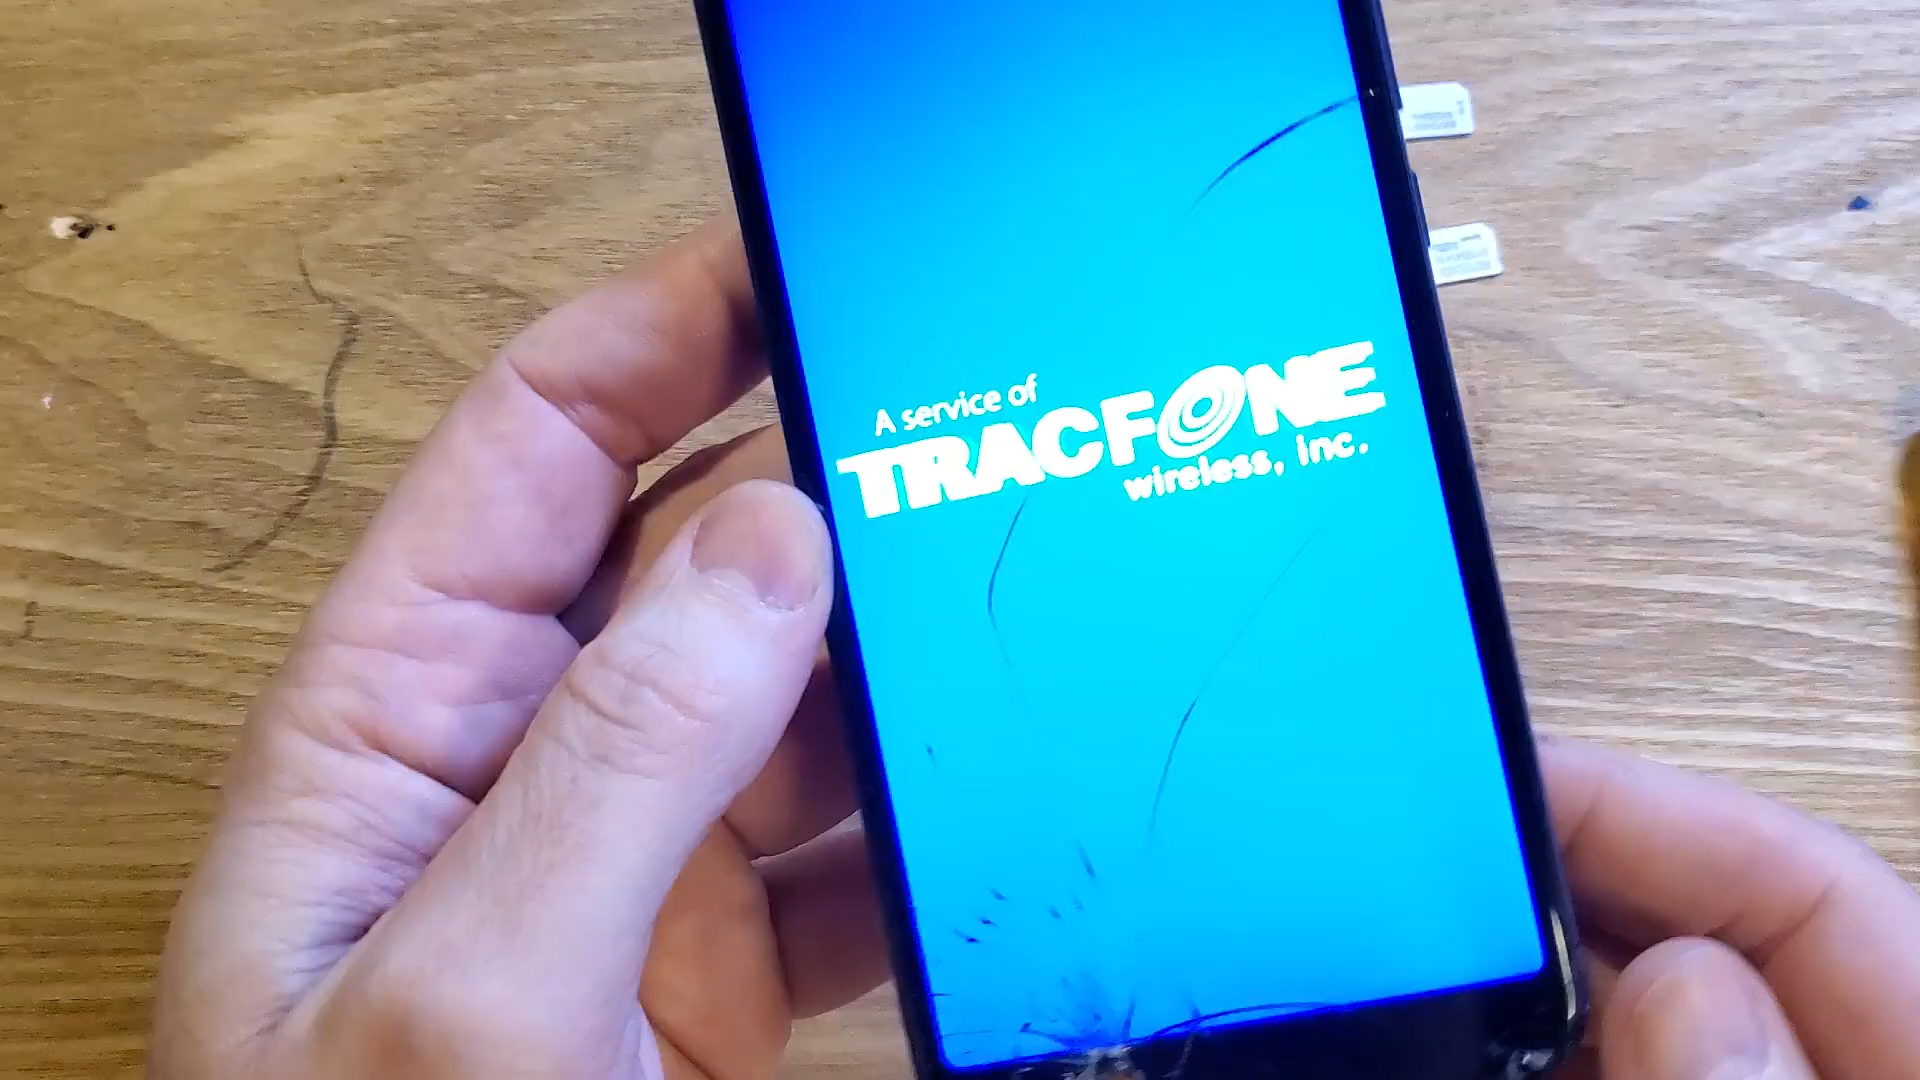 A service of
TRACFONE
wireless, inc.